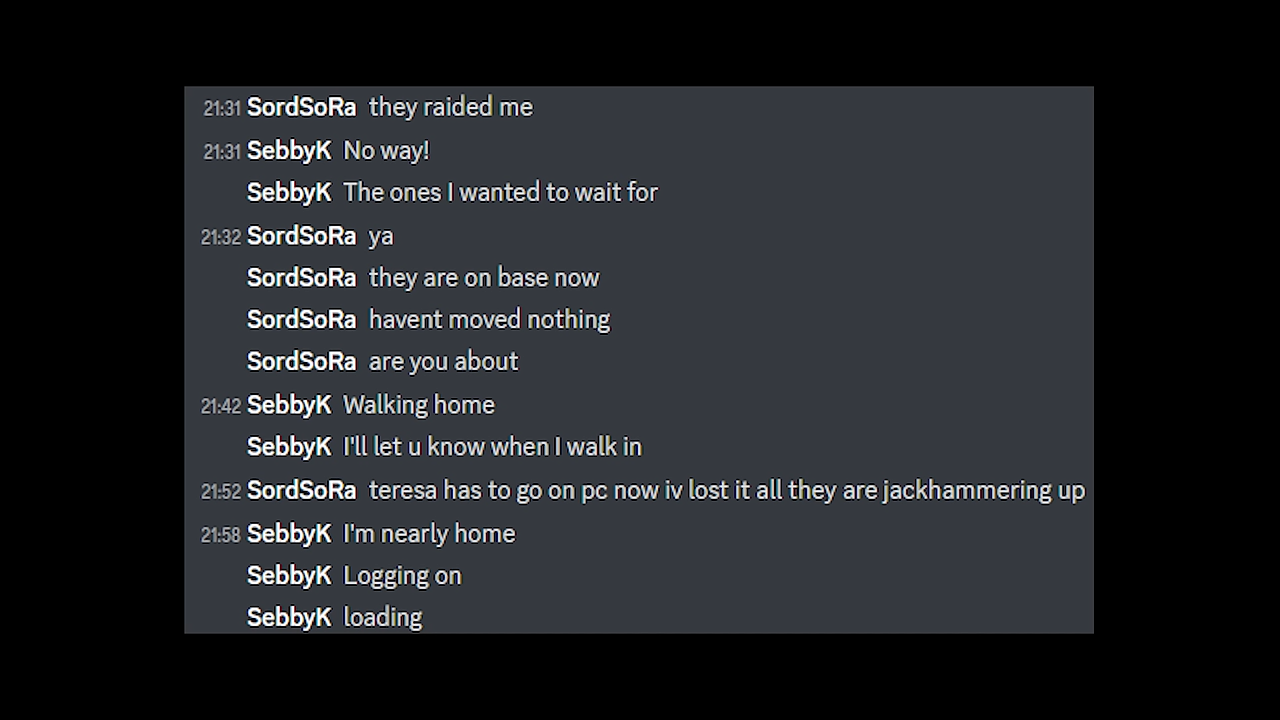 21:31 SordSoRa they raided me
21:31 SebbyK No way!
SebbyK The ones I wanted to wait for
21:32 SordSoRa ya
SordSoRa they are on base now
SordSoRa havent moved nothing
SordSoRa are you about
21:42 SebbyK Walking home
SebbyK I'll let u know when I walk in
21:52 SordSoRa teresa has to go on pc now iv lost it all they are jackhammering up
21:58 SebbyK I'm nearly home
SebbyK Logging on
SebbyK loading